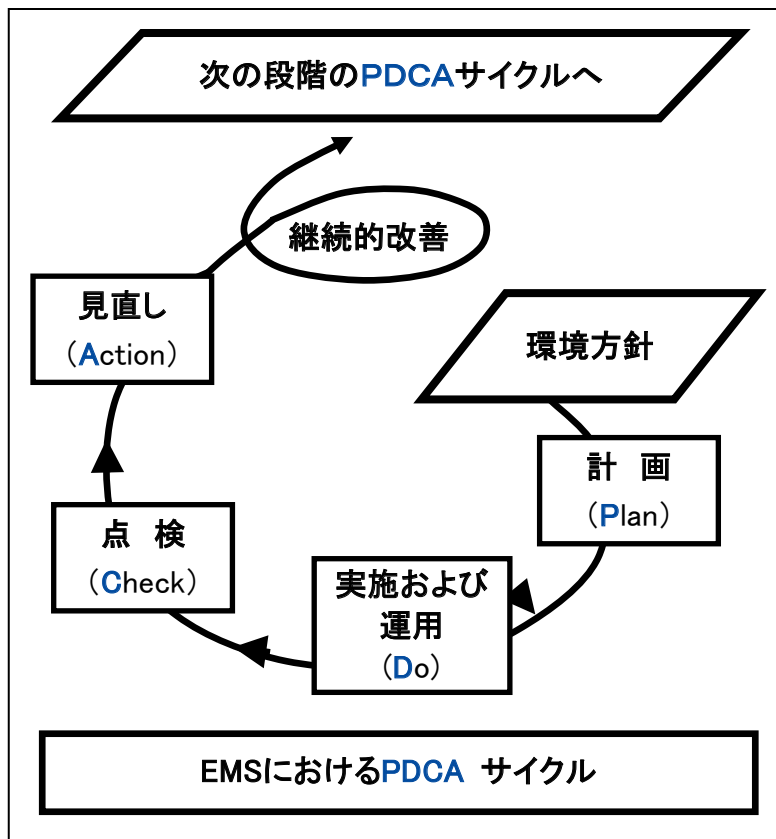 次の段階のPDCAサイクルへ
継続的改善
見直し
（Action）
環境方針
計　画
（Plan）
点　検
（Check）
実施および
運用
（Do）
EMSにおけるPDCA サイクル